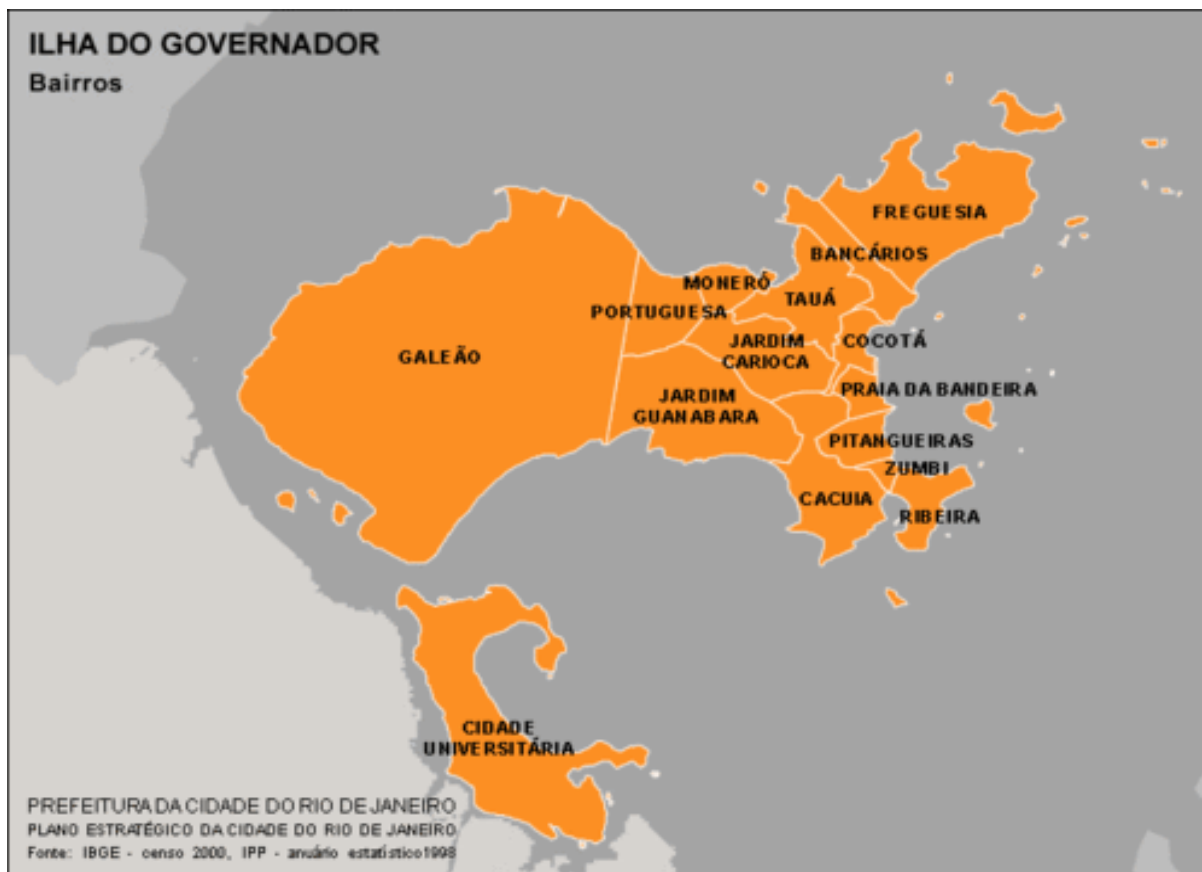 ILHA DO GOVERNADOR
Bairros
FREGUESIA
BANCÁRIOS
MONERÓ
TAUÁ
PORTUGUESA
JARDIM
CARIOCA
COCOTÁ
GALEÃO
PRAIA DA BANDEIRA
JARDIM
GUANABARA
PITANGUEIRAS
ZUMBI
CACUIA
RIBEIRA
CIDADE
UNIVERSITÁRIA
PREFEITURA DA CIDADE DO RIO DE JANEIRO
PLANO ESTRATÉGICO DA CIDADE DO RIO DE JANEIRO
Fonte: IBGE - censo 2000, IPP - anuário estatístico1998